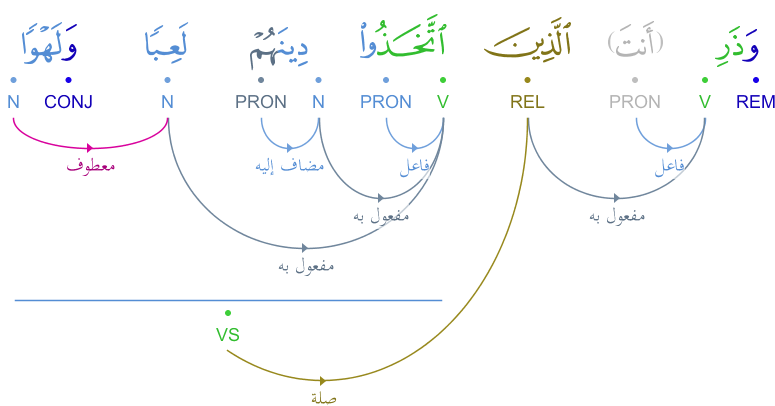 وَذَرِ (أَنتَ) ٱلَّذِينَ ٱتَّخَذُوا۟ دِينَهُمْ لَعِبًا وَلَهْوًا
REM V PRON REL V PRON N PRON N CONJ N
فاعل فاعل مضاف إليه معطوف
مفعول به مفعول به
مفعول به
VS
صلة